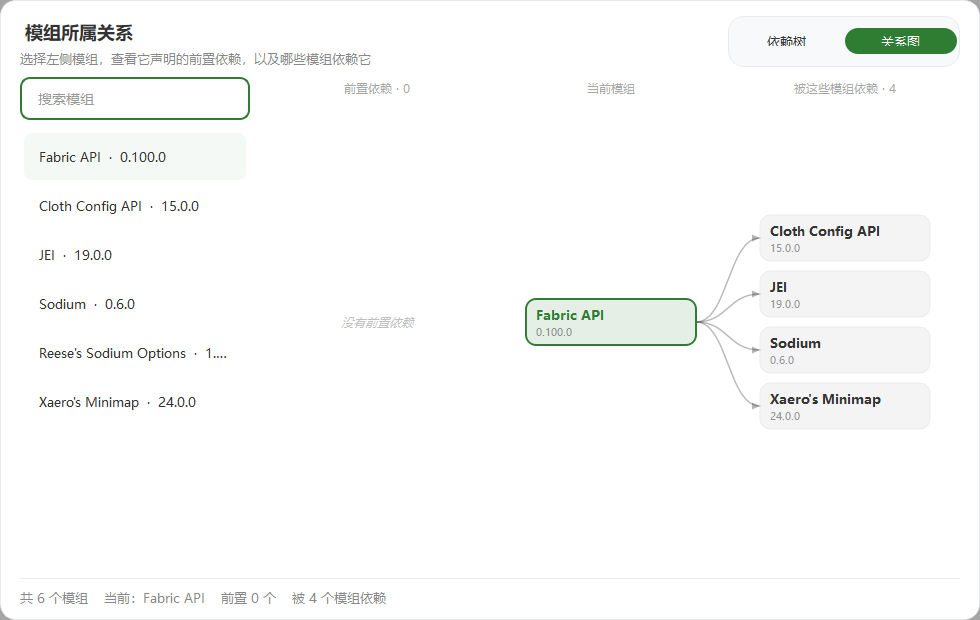 模组所属关系
选择左侧模组，查看它声明的前置依赖，以及哪些模组依赖它
依赖树
关系图
搜索模组
前置依赖 · 0
当前模组
被这些模组依赖 · 4
Fabric API · 0.100.0
Cloth Config API · 15.0.0
JEI · 19.0.0
Sodium · 0.6.0
Reese's Sodium Options · 1....
Xaero's Minimap · 24.0.0
没有前置依赖
Fabric API
0.100.0
Cloth Config API
15.0.0
JEI
19.0.0
Sodium
0.6.0
Xaero's Minimap
24.0.0
共 6 个模组 当前：Fabric API 前置 0 个 被 4 个模组依赖